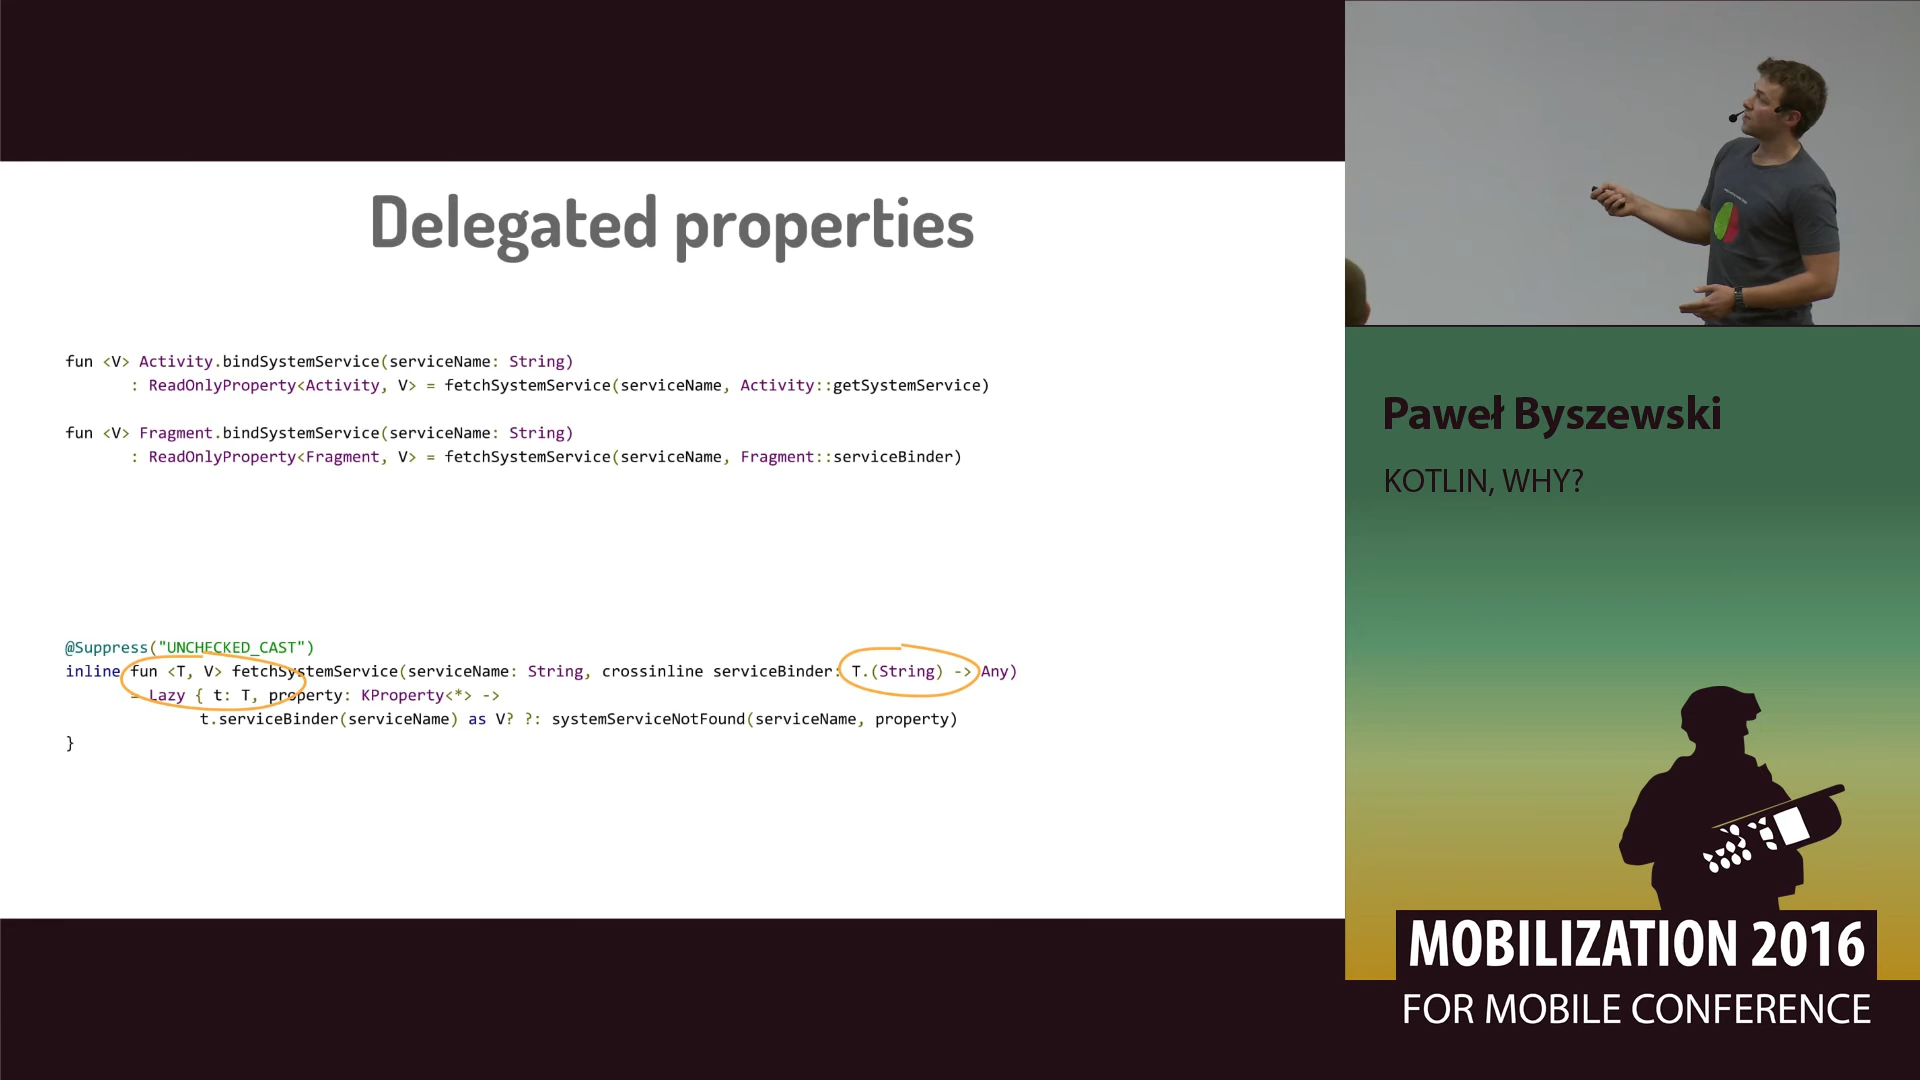 Delegated properties
fun <V> Activity.bindSystemService(serviceName: String)
: ReadOnlyProperty<Activity, V> = fetchSystemService(serviceName, Activity::getSystemService)
fun <V> Fragment.bindSystemService(serviceName: String)
: ReadOnlyProperty<Fragment, V> = fetchSystemService(serviceName, Fragment::serviceBinder)
@Suppress("UNCHECKED_CAST")
inline fun <T, V> fetchSystemService(serviceName: String, crossinline serviceBinder: T.(String) -> Any)
= Lazy { t: T, property: KProperty<*> ->
t.serviceBinder(serviceName) as V? ?: systemServiceNotFound(serviceName, property)
}
Paweł Byszewski
KOTLIN, WHY?
MOBILIZATION 2016
FOR MOBILE CONFERENCE